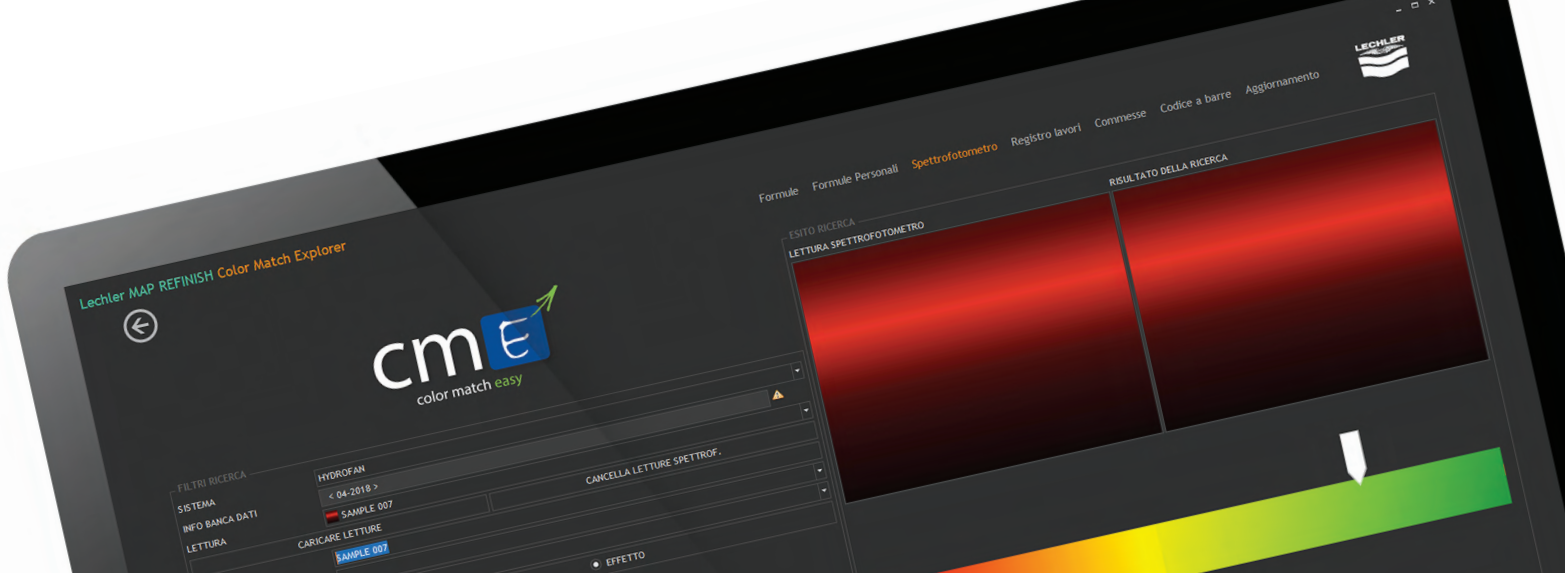 LECHLER
Formule Formule Personali Spettrofotometro Registro lavori Commesse Codice a barre Aggiornamento
Lechler MAP REFINISH Color Match Explorer
cmE
color match easy
ESITO RICERCA
LETTURA SPETTROFOTOMETRO
RISULTATO DELLA RICERCA
FILTRI RICERCA
SISTEMA
HYDROFAN
INFO BANCA DATI
< 04-2018 >
LETTURA
SAMPLE 007
CARICARE LETTURE
CANCELLA LETTURE SPETTROF.
SAMPLE 007
EFFETTO